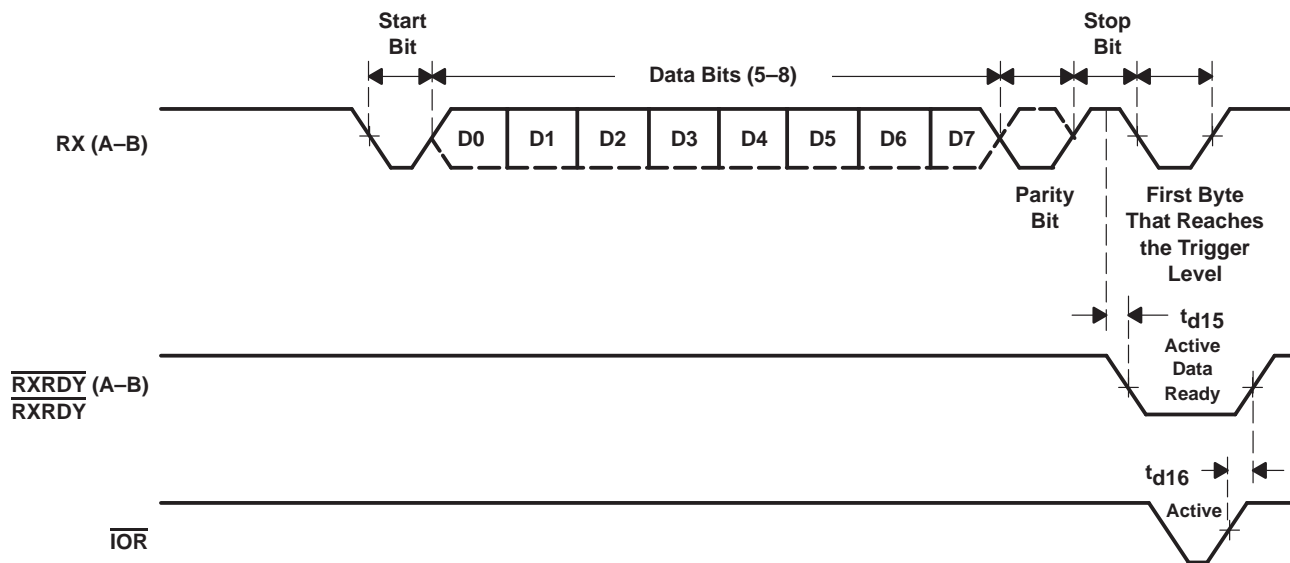 Start
Bit
Data Bits (5–8)
Stop
Bit
RX (A–B)
D0 D1 D2 D3 D4 D5 D6 D7
Parity
Bit
First Byte
That Reaches
the Trigger
Level
td15
Active
Data
Ready
RXRDY (A–B)
RXRDY
td16
Active
IOR